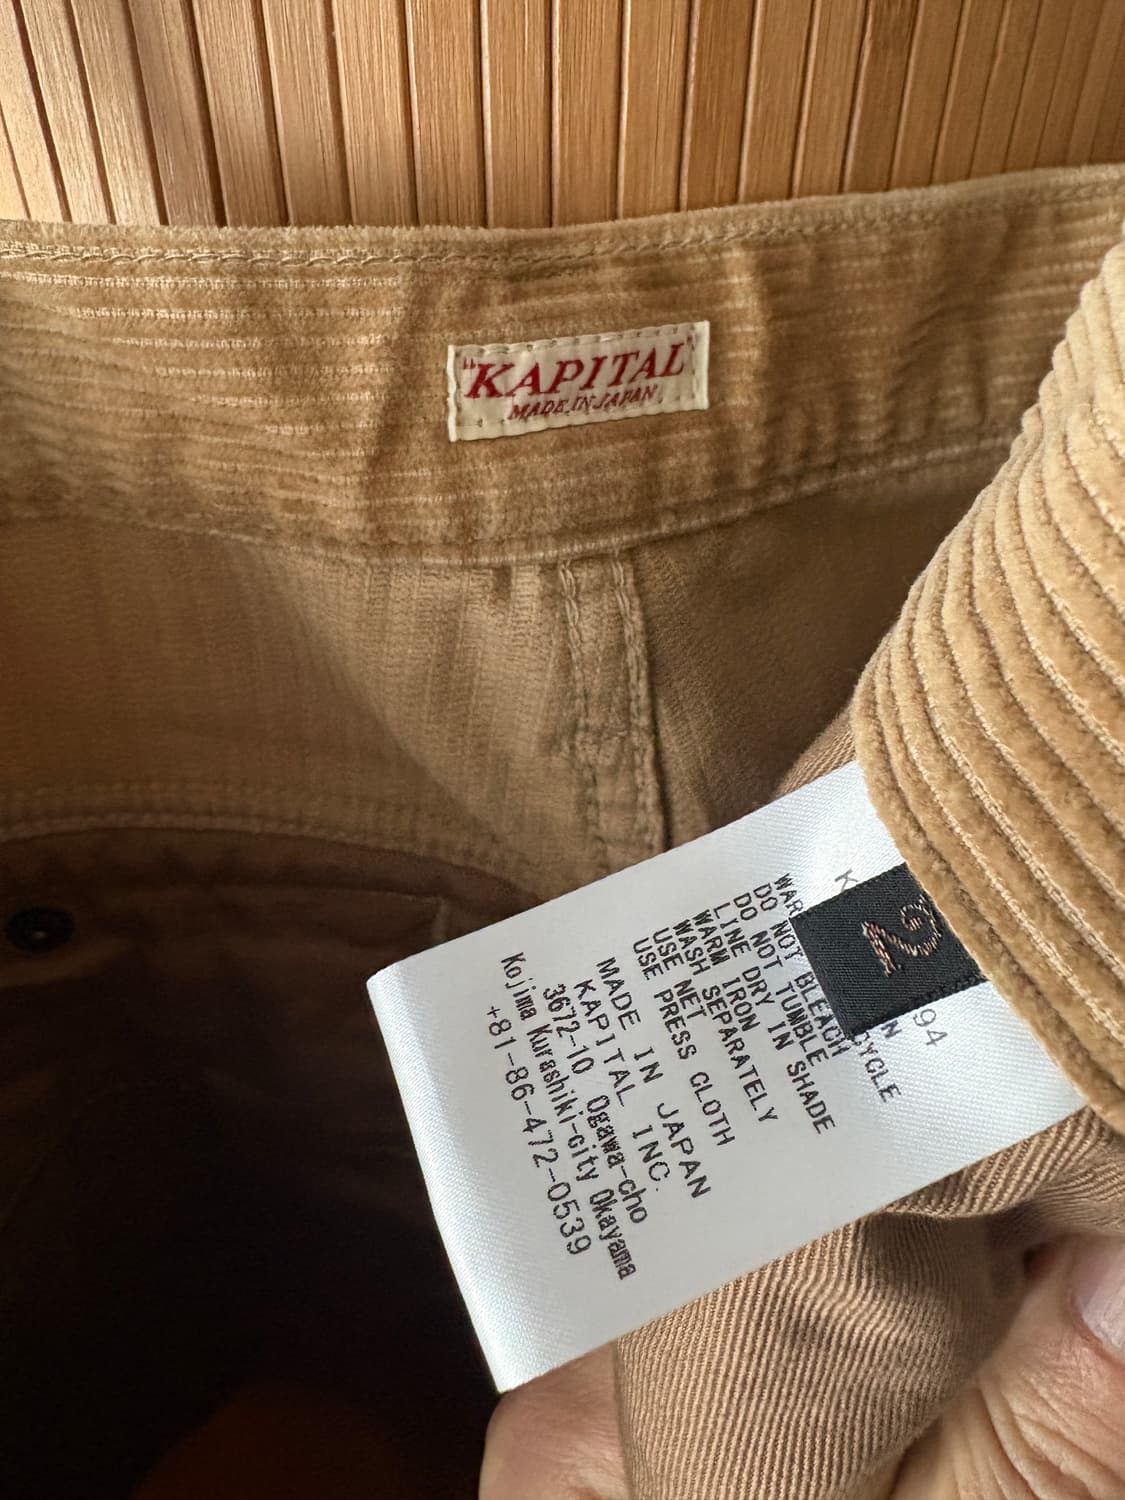 "KAPITAL"
MADE IN JAPAN
2
94
DO NOT BLEACH
DO NOT TUMBLE
LINE DRY IN SHADE
WARM IRON
WASH SEPARATELY
USE NET
USE PRESS CLOTH
MADE IN JAPAN
KAPITAL INC.
3672-10 Ogawa-cho
Kojima Kurashiki-city Okayama
+81-86-472-0539